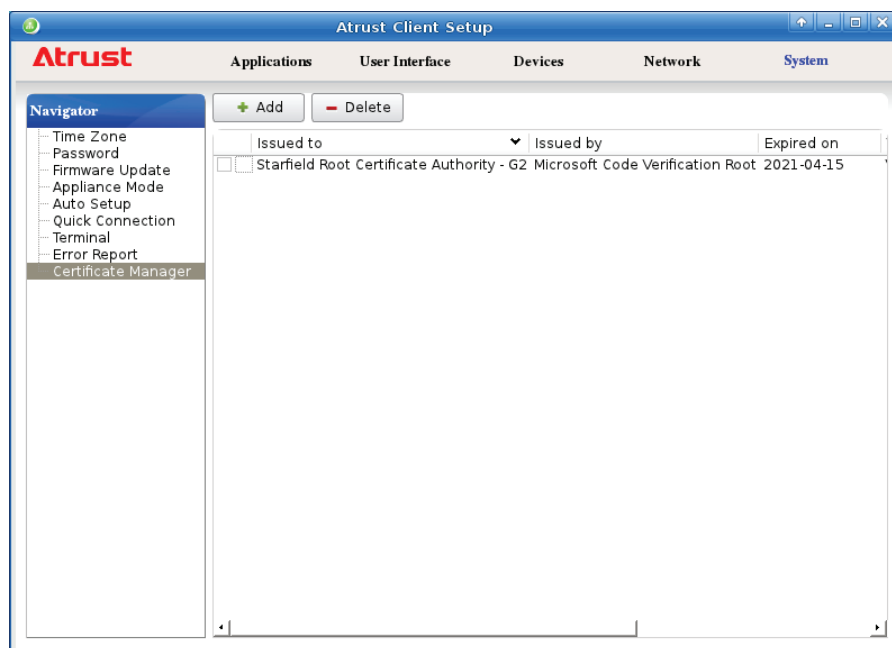 Atrust Client Setup
Atrust
Applications User Interface Devices Network System
Navigator
Time Zone
Password
Firmware Update
Appliance Mode
Auto Setup
Quick Connection
Terminal
Error Report
Certificate Manager
Add Delete
Issued to Issued by Expired on
Starfield Root Certificate Authority - G2 Microsoft Code Verification Root 2021-04-15